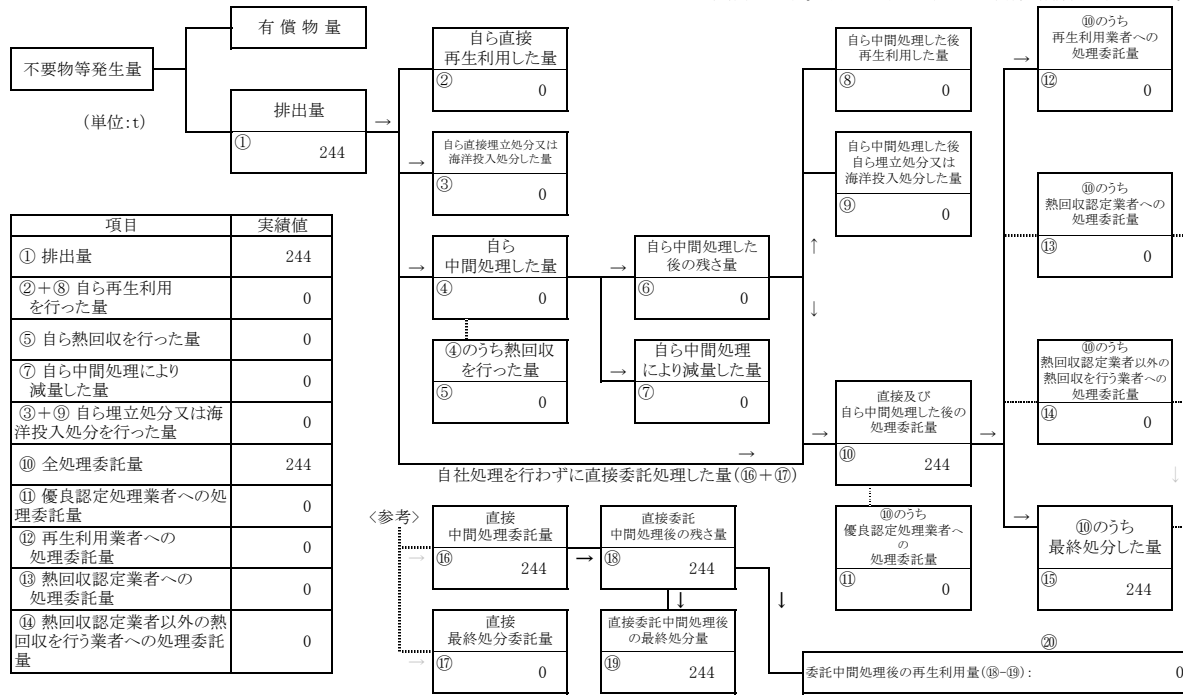 不要物等発生量
(単位:t)
有 償 物 量
排出量
①
244
→
自ら直接
再生利用した量
②
0
→
自ら直接埋立処分又は
海洋投入処分した量
③
0
→
自ら
中間処理した量
④
0
④のうち熱回収
を行った量
⑤
0
→
自ら中間処理した
後の残さ量
⑥
0
→
自ら中間処理
により減量した量
⑦
0
自ら中間処理した後
再生利用した量
⑧
0
自ら中間処理した後
自ら埋立処分又は
海洋投入処分した量
⑨
0
↑
↓
→
自社処理を行わずに直接委託処理した量(⑯+⑰)
→
直接及び
自ら中間処理した後の
処理委託量
⑩
244
→
⑩のうち
優良認定処理業者へ
の
処理委託量
⑪
0
→
⑩のうち
再生利用業者への
処理委託量
⑫
0
⑩のうち
熱回収認定業者への
処理委託量
⑬
0
⑩のうち
熱回収認定業者以外の
熱回収を行う業者への
処理委託量
⑭
0
↓
→
⑩のうち
最終処分した量
⑮
244
項目 実績値
① 排出量 244
②+⑧ 自ら再生利用
を行った量 0
⑤ 自ら熱回収を行った量 0
⑦ 自ら中間処理により
減量した量 0
③+⑨ 自ら埋立処分又は海
洋投入処分を行った量 0
⑩ 全処理委託量 244
⑪ 優良認定処理業者への処
理委託量 0
⑫ 再生利用業者への
処理委託量 0
⑬ 熱回収認定業者への
処理委託量 0
⑭ 熱回収認定業者以外の熱
回収を行う業者への処理委託
量 0
〈参考〉
→
直接
中間処理委託量
⑯
244
→
直接委託
中間処理後の残さ量
⑱
244
↓
↓
→
直接
最終処分委託量
⑰
0
直接委託中間処理後
の最終処分量
⑲
244
⑳
委託中間処理後の再生利用量(⑱-⑲): 0